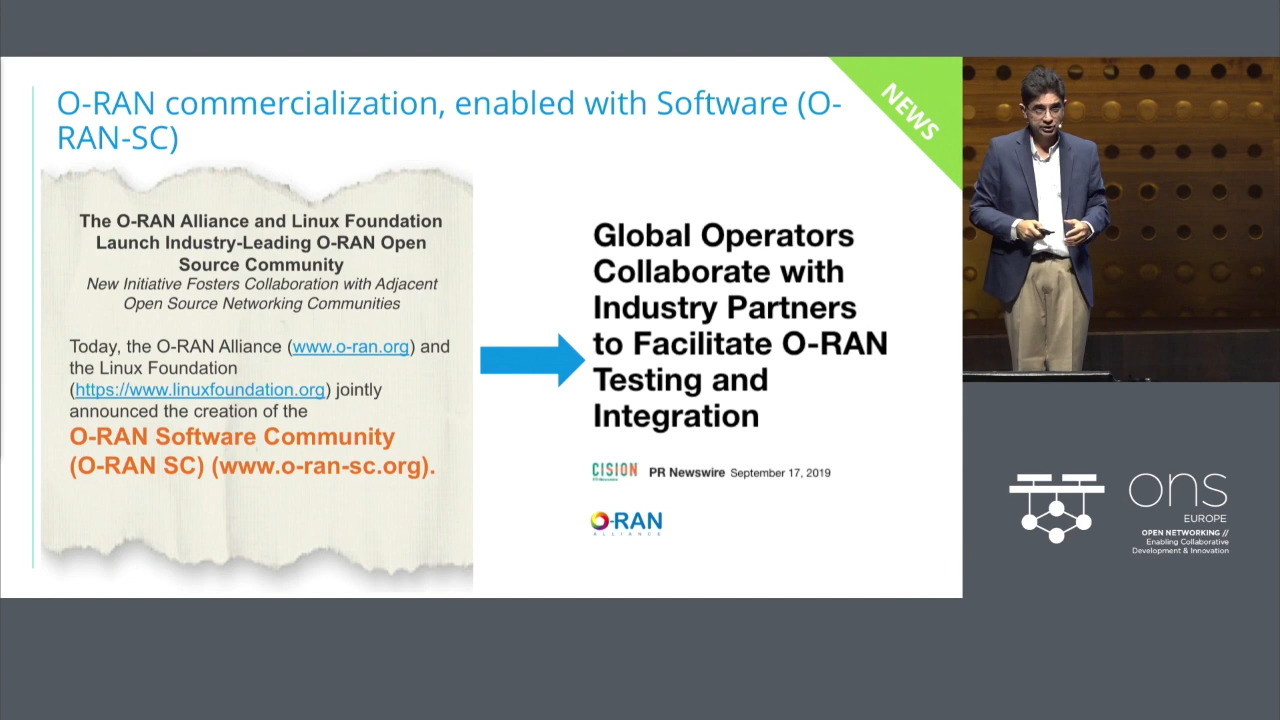 O-RAN commercialization, enabled with Software (O-
RAN-SC)
NEWS
The O-RAN Alliance and Linux Foundation
Launch Industry-Leading O-RAN Open
Source Community
New Initiative Fosters Collaboration with Adjacent
Open Source Networking Communities
Today, the O-RAN Alliance (www.o-ran.org) and
the Linux Foundation
(https://www.linuxfoundation.org) jointly
announced the creation of the
O-RAN Software Community
(O-RAN SC) (www.o-ran-sc.org).
Global Operators
Collaborate with
Industry Partners
to Facilitate O-RAN
Testing and
Integration
CISION
PR Newswire
PR Newswire September 17, 2019
O-RAN
ALLIANCE
ons
EUROPE
OPEN NETWORKING //
Enabling Collaborative
Development & Innovation